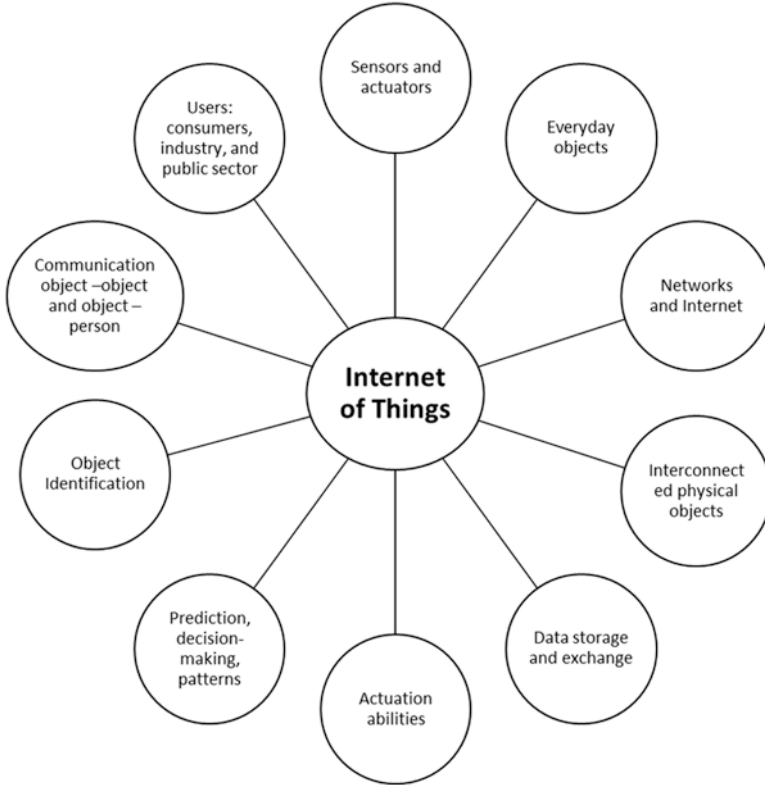 Sensors and
actuators
Everyday
objects
Networks
and Internet
Interconnect
ed physical
objects
Data storage
and exchange
Actuation
abilities
Prediction,
decision-
making,
patterns
Object
Identification
Communication
object –object
and object –
person
Users:
consumers,
industry, and
public sector
Internet
of Things